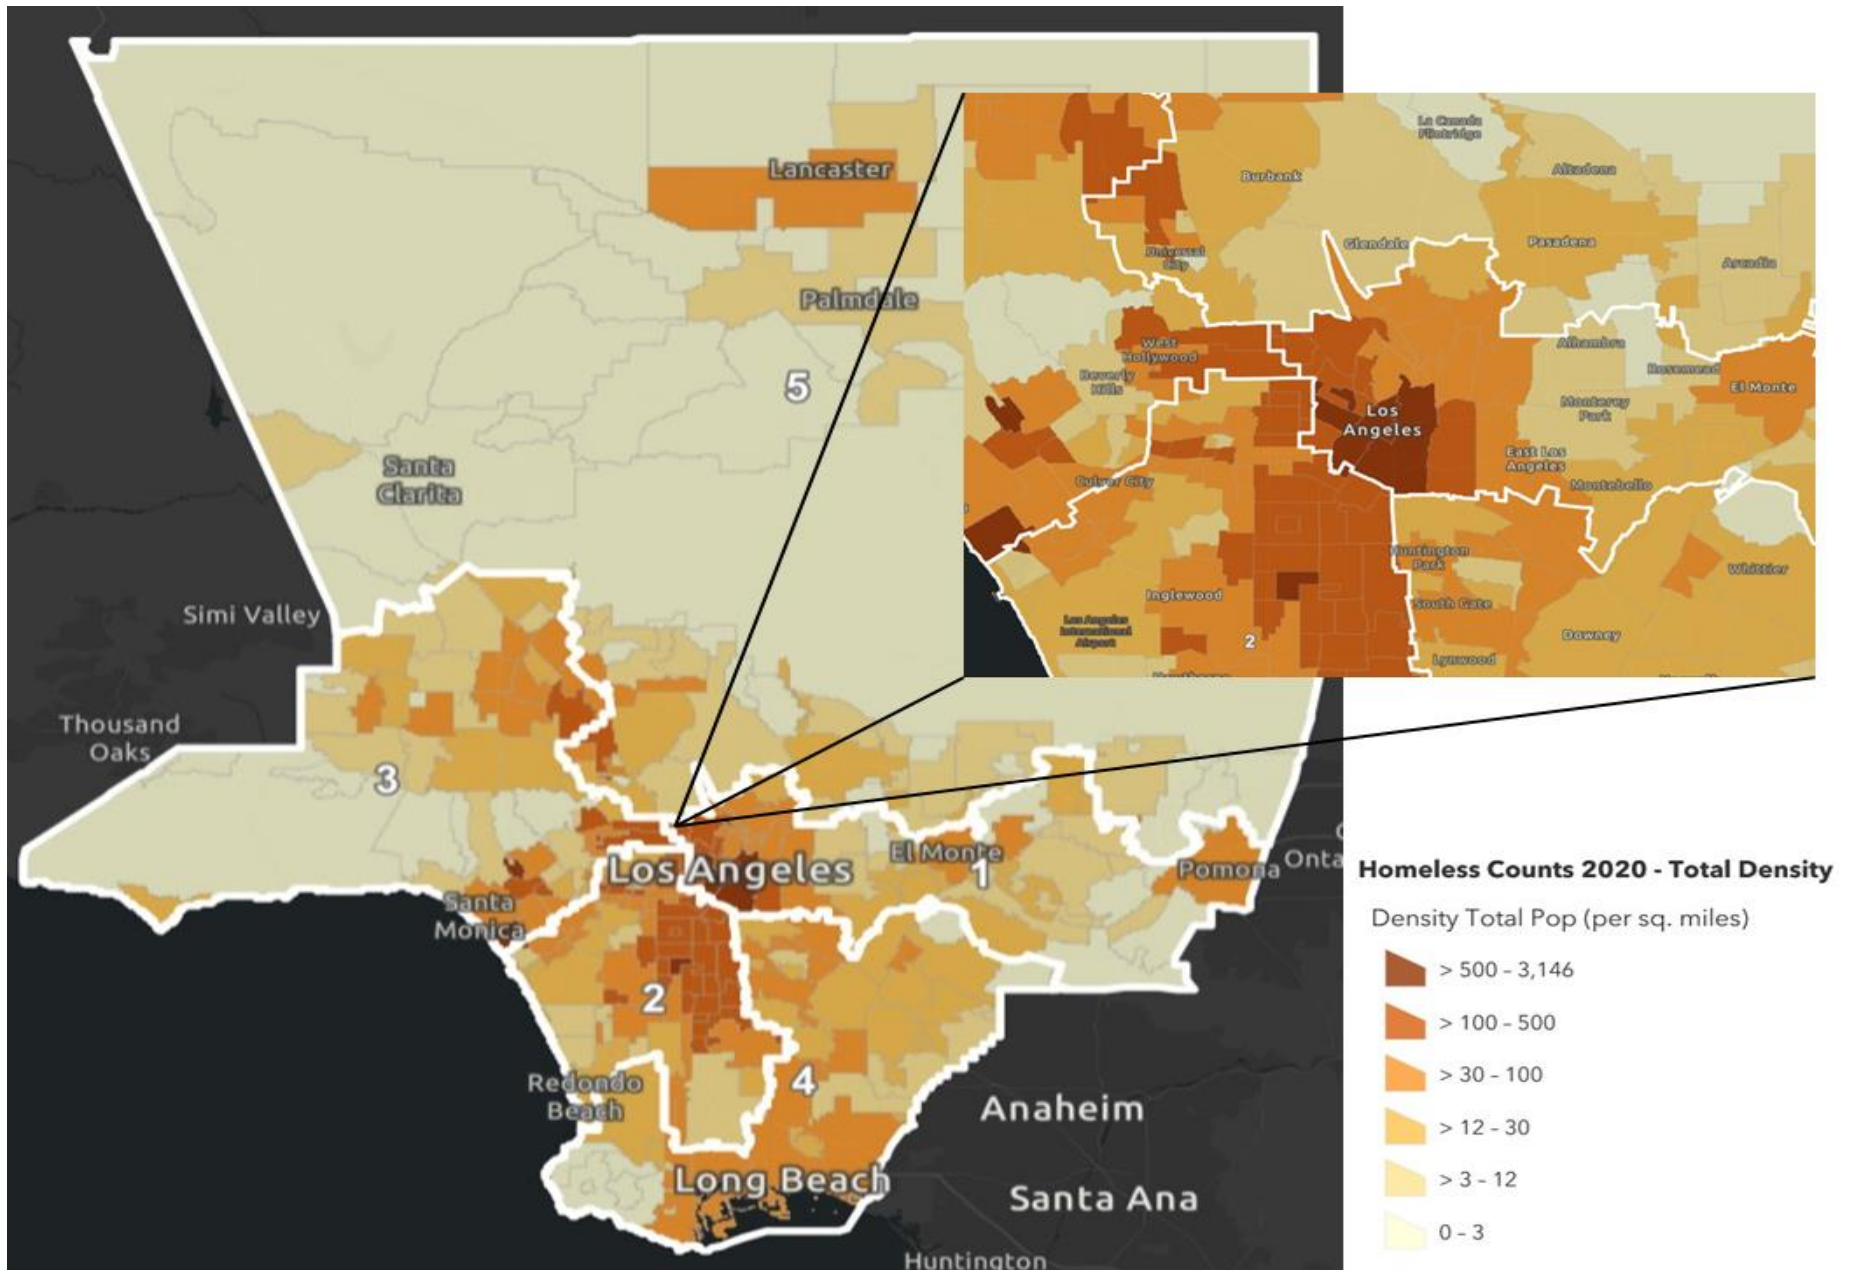 Lancaster
Palmdale
5
Santa
Clarita
Simi Valley
Thousand
Oaks
3
Los Angeles
El Monte
1
Pomona
Onta
Santa
Monica
2
Redondo
Beach
4
Anaheim
Long Beach
Santa Ana
Huntington
La Canada
Flintridge
Burbank
Altadena
Universal
City
Glendale
Pasadena
Arcadia
West
Hollywood
Beverly
Hills
Alhambra
Rosemead
El Monte
Monterey
Park
Los
Angeles
East Los
Angeles
Culver City
Montebello
Huntington
Park
Whittier
Inglewood
South Gate
Los Angeles
International
Airport
2
Downey
Lynwood
Homeless Counts 2020 - Total Density
Density Total Pop (per sq. miles)
> 500 - 3,146
> 100 - 500
> 30 - 100
> 12 - 30
> 3 - 12
0 - 3